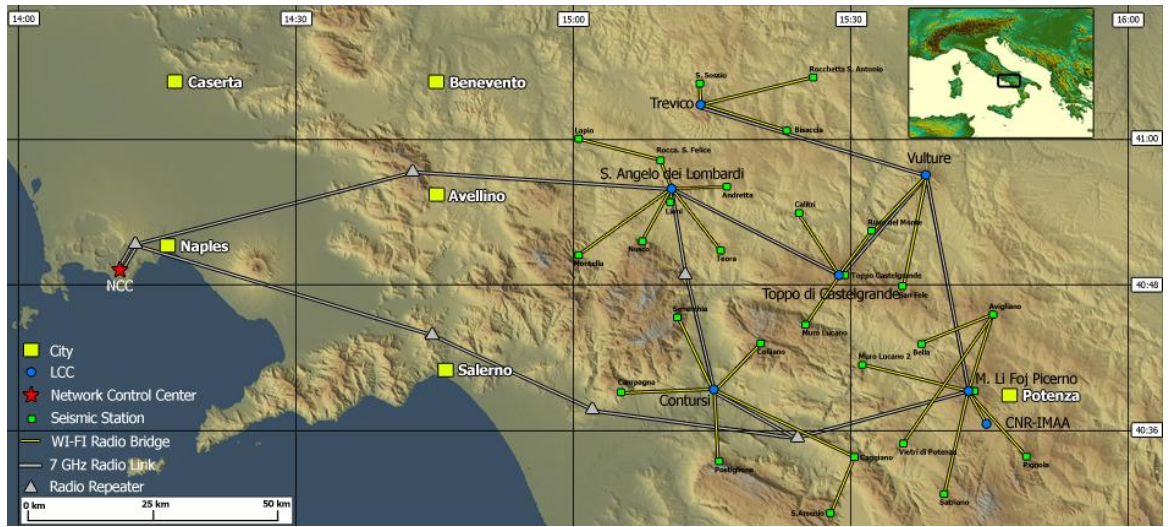 14:00
14:30
15:00
15:30
16:00
Caserta
Benevento
S. Sossio
Rocchetta S. Antonio
Trevico
Lapio
Bisaccia
41:00
Rocca. S. Felice
Vulture
S. Angelo dei Lombardi
Avellino
Andretta
Lioni
Calitri
Ruvo del Monte
Naples
Nusco
Teora
Montella
NCC
Toppo Castelgrande
40:48
Toppo di Castelgrande
San Fele
Senerchia
Avigliano
Muro Lucano
City
Colliano
Bella
Muro Lucano 2
LCC
Salerno
Campagna
M. Li Foj Picerno
Network Control Center
Contursi
Potenza
Seismic Station
CNR-IMAA
40:36
WI-FI Radio Bridge
Vietri di Potenza
7 GHz Radio Link
Postiglione
Caggiano
Pignola
Radio Repeater
Satriano
0 km
25 km
50 km
S.Arsenio